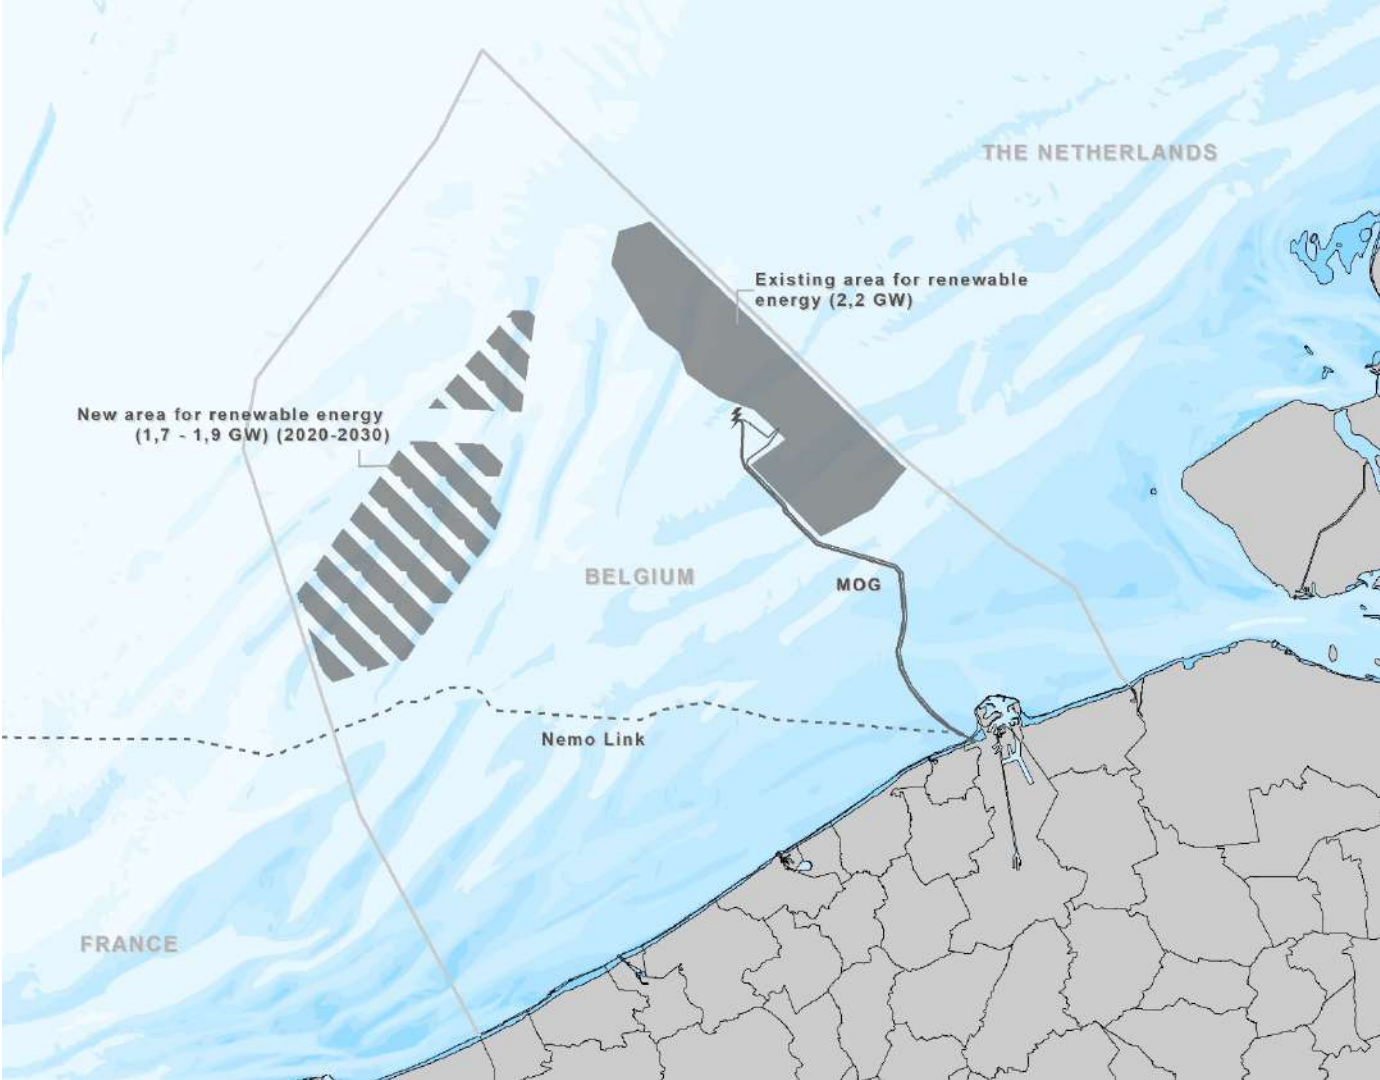 THE NETHERLANDS
Existing area for renewable
energy (2,2 GW)
New area for renewable energy
(1,7 - 1,9 GW) (2020-2030)
BELGIUM
MOG
Nemo Link
FRANCE